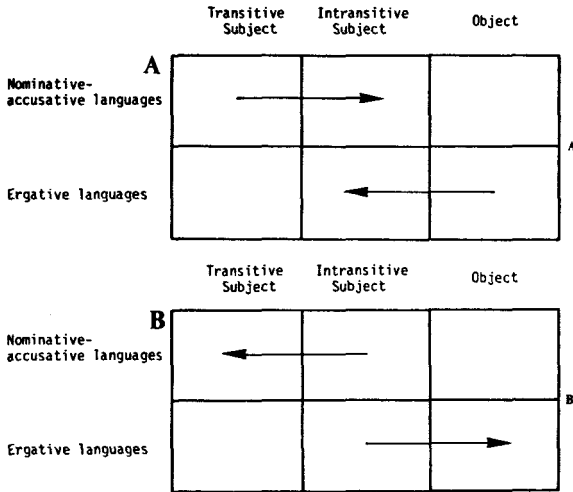 Transitive Subject
Intransitive Subject
Object
A
Nominative-
accusative languages
A
Ergative languages
Transitive Subject
Intransitive Subject
Object
B
Nominative-
accusative languages
B
Ergative languages